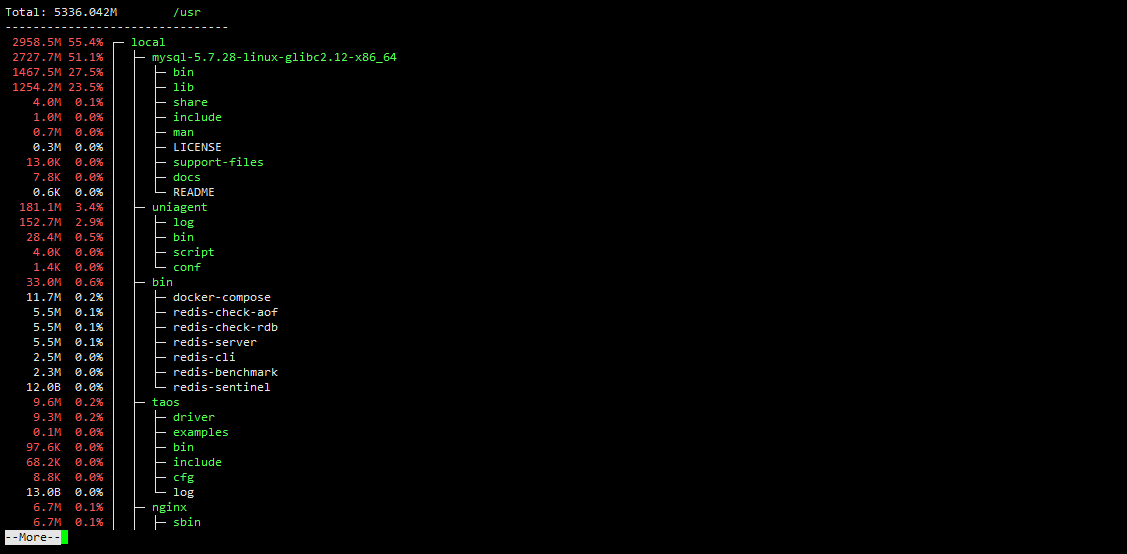 Total: 5336.042M        /usr
--------------------------------
 2958.5M 55.4% ┌─ local
 2727.7M 51.1% │  ├─ mysql-5.7.28-linux-glibc2.12-x86_64
 1467.5M 27.5% │  │  ├─ bin
 1254.2M 23.5% │  │  ├─ lib
    4.0M  0.1% │  │  ├─ share
    1.0M  0.0% │  │  ├─ include
    0.7M  0.0% │  │  ├─ man
    0.3M  0.0% │  │  ├─ LICENSE
   13.0K  0.0% │  │  ├─ support-files
    7.8K  0.0% │  │  ├─ docs
    0.6K  0.0% │  │  └─ README
  181.1M  3.4% │  ├─ uniagent
  152.7M  2.9% │  │  ├─ log
   28.4M  0.5% │  │  ├─ bin
    4.0K  0.0% │  │  ├─ script
    1.4K  0.0% │  │  └─ conf
   33.0M  0.6% │  ├─ bin
   11.7M  0.2% │  │  ├─ docker-compose
    5.5M  0.1% │  │  ├─ redis-check-aof
    5.5M  0.1% │  │  ├─ redis-check-rdb
    5.5M  0.1% │  │  ├─ redis-server
    2.5M  0.0% │  │  ├─ redis-cli
    2.3M  0.0% │  │  ├─ redis-benchmark
   12.0B  0.0% │  │  └─ redis-sentinel
    9.6M  0.2% │  ├─ taos
    9.3M  0.2% │  │  ├─ driver
    0.1M  0.0% │  │  ├─ examples
   97.6K  0.0% │  │  ├─ bin
   68.2K  0.0% │  │  ├─ include
    8.8K  0.0% │  │  ├─ cfg
   13.0B  0.0% │  │  └─ log
    6.7M  0.1% │  ├─ nginx
    6.7M  0.1% │  │  ├─ sbin
--More--